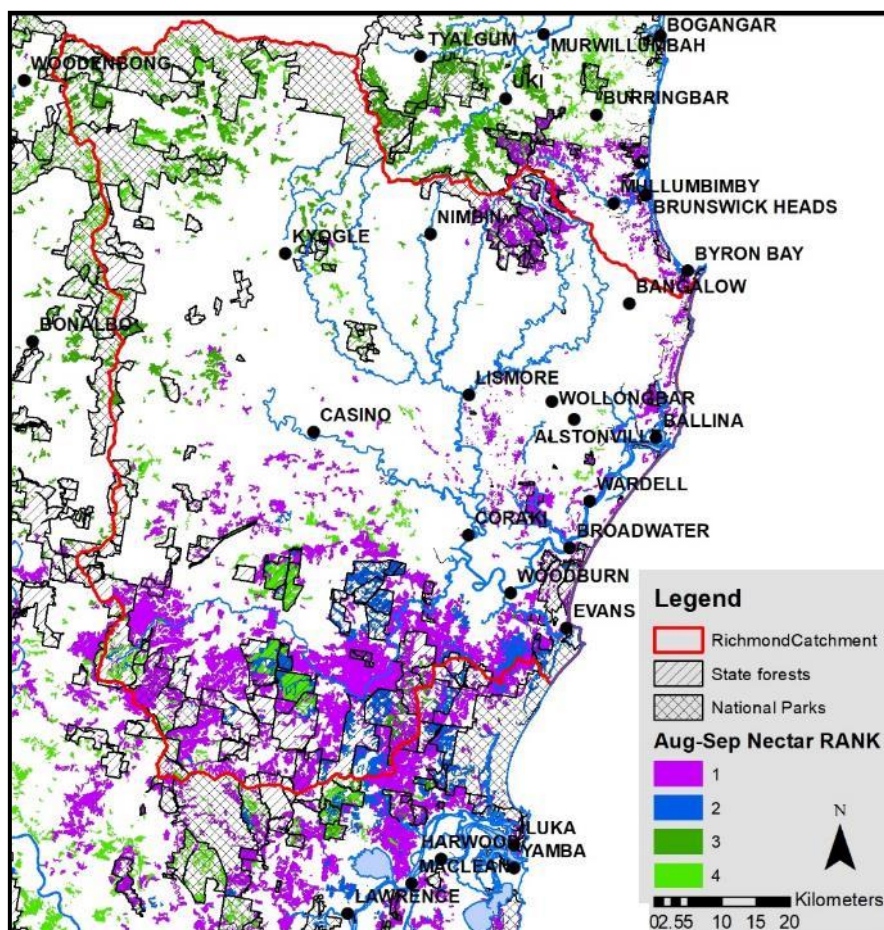 BOGANGAR
TYALGUM
MURWILLUMBAH
WOODENBONG
UKI
BURRINGBAR
MULLUMBIMBY
BRUNSWICK HEADS
NIMBIN
KYOGLE
BYRON BAY
BANGALOW
BONALBO
LISMORE
WOLLONGBAR
CASINO
BALLINA
ALSTONVILL
WARDELL
CORAKI
BROADWATER
WOODBURN
EVANS
Legend
RichmondCatchment
State forests
National Parks
Aug-Sep Nectar RANK
1
2
3
4
N
Kilometers
02.55 10 15 20
ILUKA
HARWOOD
YAMBA
MACLEAN
LAWRENCE